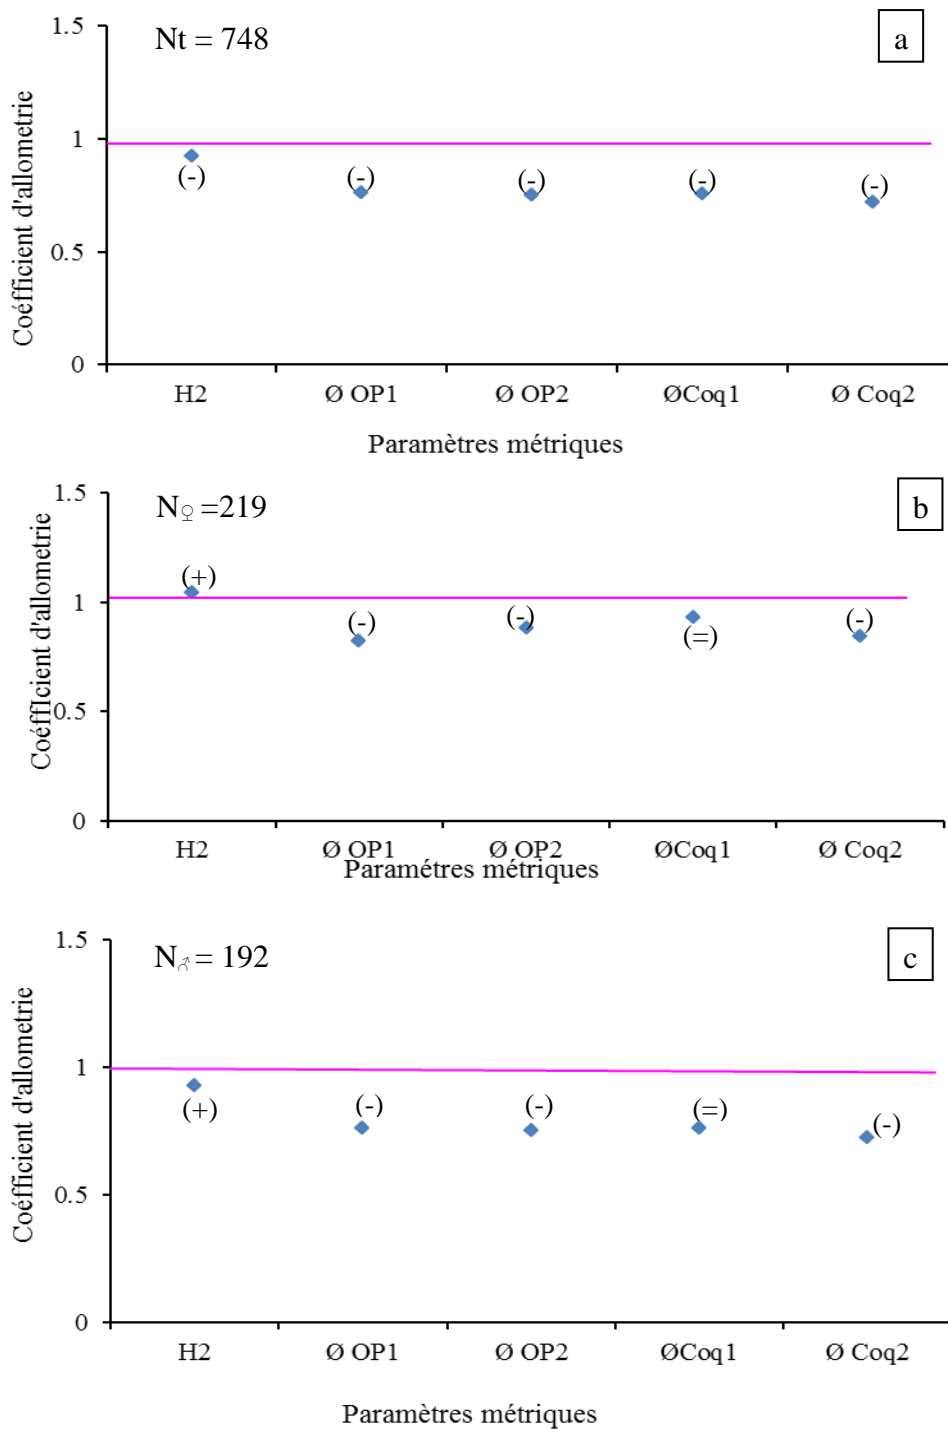 Nt = 748
a
Coéfficient d'allometrie
1.5
1
0.5
0
(-)
(-)
(-)
(-)
(-)
H2
Ø OP1
Ø OP2
ØCoq1
Ø Coq2
Paramètres métriques
N♀ =219
b
CoéffIcient d'allometrie
1.5
1
0.5
0
(+)
(-)
(-)
(=)
(-)
H2
Ø OP1
Ø OP2
ØCoq1
Ø Coq2
Paramétres métriques
N♂ = 192
c
Coéfficient d'allometrie
1.5
1
0.5
0
(+)
(-)
(-)
(=)
(-)
H2
Ø OP1
Ø OP2
ØCoq1
Ø Coq2
Paramètres métriques